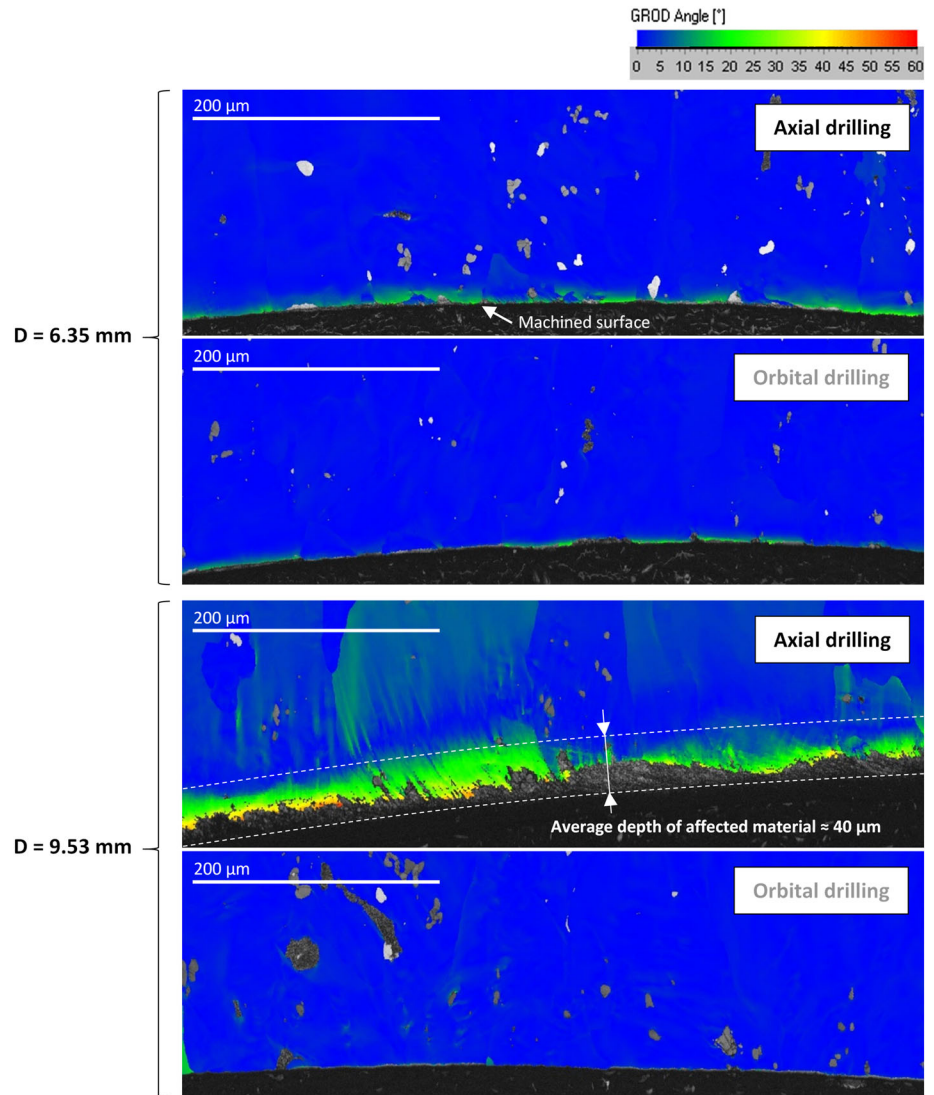 GROD Angle [°]
0 5 10 15 20 25 30 35 40 45 50 55 60
200 µm
Axial drilling
Machined surface
D = 6.35 mm
200 µm
Orbital drilling
200 µm
Axial drilling
Average depth of affected material ≈ 40 µm
D = 9.53 mm
200 µm
Orbital drilling